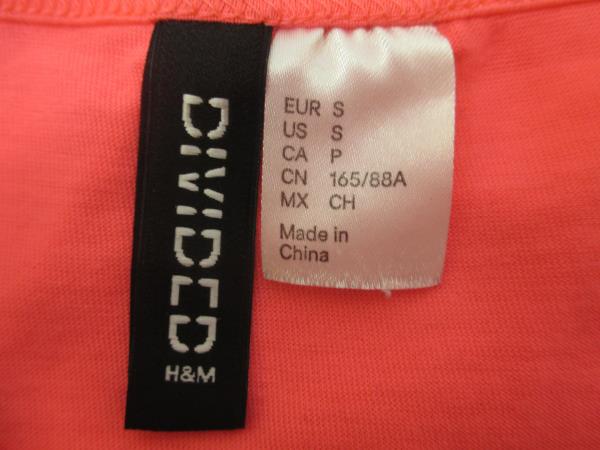 DIVIDED
H&M
EUR S
US S
CA P
CN 165/88A
MX CH
Made in
China